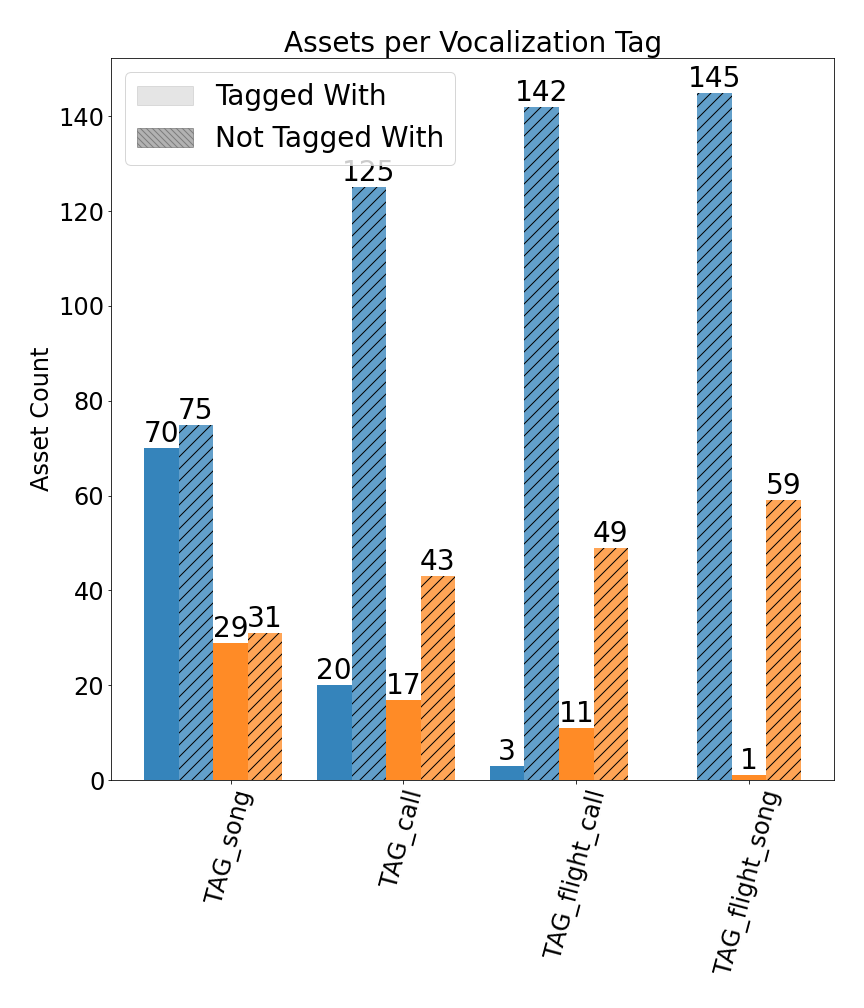 Assets per Vocalization Tag
Tagged With
Not Tagged With
Asset Count
140
120
100
80
60
40
20
0
70
75
29
31
20
125
17
43
3
142
11
49
145
1
59
TAG_song
TAG_call
TAG_flight_call
TAG_flight_song